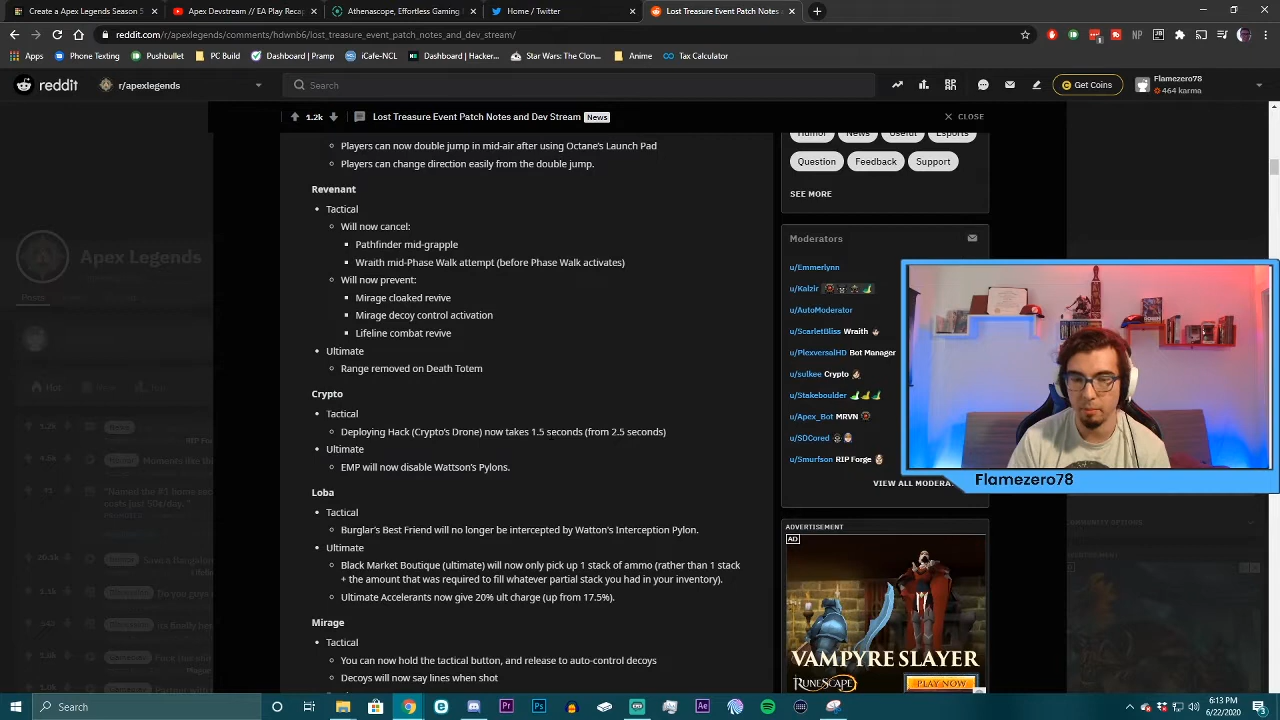 Create a Apex Legends Season 5
Apex Devstream // EA Play Recap
Athenascope, Effortless Gaming
Home / Twitter
Lost Treasure Event Patch Notes
reddit.com/r/apexlegends/comments/hdwnb6/lost_treasure_event_patch_notes_and_dev_stream/
Apps
Phone Texting
Pushbullet
PC Build
Dashboard | Pramp
rCafe-NCL
Dashboard | Hacker...
Star Wars: The Clon...
Anime
Tax Calculator
reddit
r/apexlegends
Search
Get Coins
Flamezero78
464 karma
1.2k
Lost Treasure Event Patch Notes and Dev Stream
News
CLOSE
Players can now double jump in mid-air after using Octane's Launch Pad
Players can change direction easily from the double jump.
Revenant
Tactical
Will now cancel:
Pathfinder mid-grapple
Wraith mid-Phase Walk attempt (before Phase Walk activates)
Will now prevent:
Mirage cloaked revive
Mirage decoy control activation
Lifeline combat revive
Ultimate
Range removed on Death Totem
Crypto
Tactical
Deploying Hack (Crypto's Drone) now takes 1.5 seconds (from 2.5 seconds)
Ultimate
EMP will now disable Wattson's Pylons.
Loba
Tactical
Burglar's Best Friend will no longer be intercepted by Watton's Interception Pylon.
Ultimate
Black Market Boutique (ultimate) will now only pick up 1 stack of ammo (rather than 1 stack
+ the amount that was required to fill whatever partial stack you had in your inventory).
Ultimate Accelerants now give 20% ult charge (up from 17.5%).
Mirage
Tactical
You can now hold the tactical button, and release to auto-control decoys
Decoys will now say lines when shot
Humor
News
Useful
Esports
Question
Feedback
Support
SEE MORE
Moderators
u/Emmerlynn
u/Kalzir
u/AutoModerator
u/ScarletBliss Wraith
u/PlexversalHD Bot Manager
u/sulkee Crypto
u/Stakeboulder
u/Apex_Bot MRVN
u/SDCored
u/Smurfson RIP Forge
VIEW ALL MODERA
ADVERTISEMENT
AD
VAMPYRE SLAYER
RUNESCAPE
PLAY NOW
Flamezero78
Apex Legends
Posts
Hot
Search
6:13 PM
6/22/2020